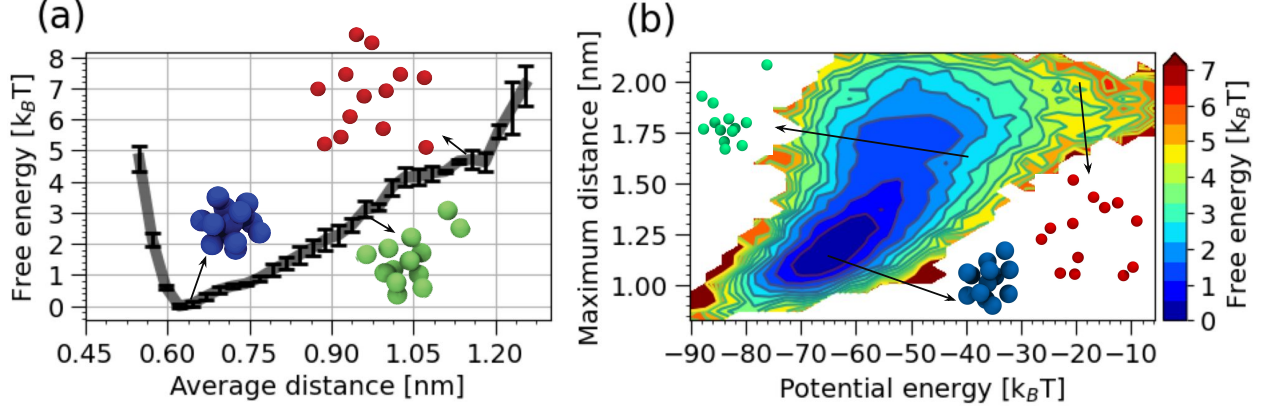 (a)
Free energy [k_BT]
8
7
6
5
4
3
2
1
0
0.45 0.60 0.75 0.90 1.05 1.20
Average distance [nm]
(b)
Maximum distance [nm]
2.00
1.75
1.50
1.25
1.00
−90 −80 −70 −60 −50 −40 −30 −20 −10
Potential energy [k_BT]
7
6
5
4
3
2
1
0
Free energy [k_BT]